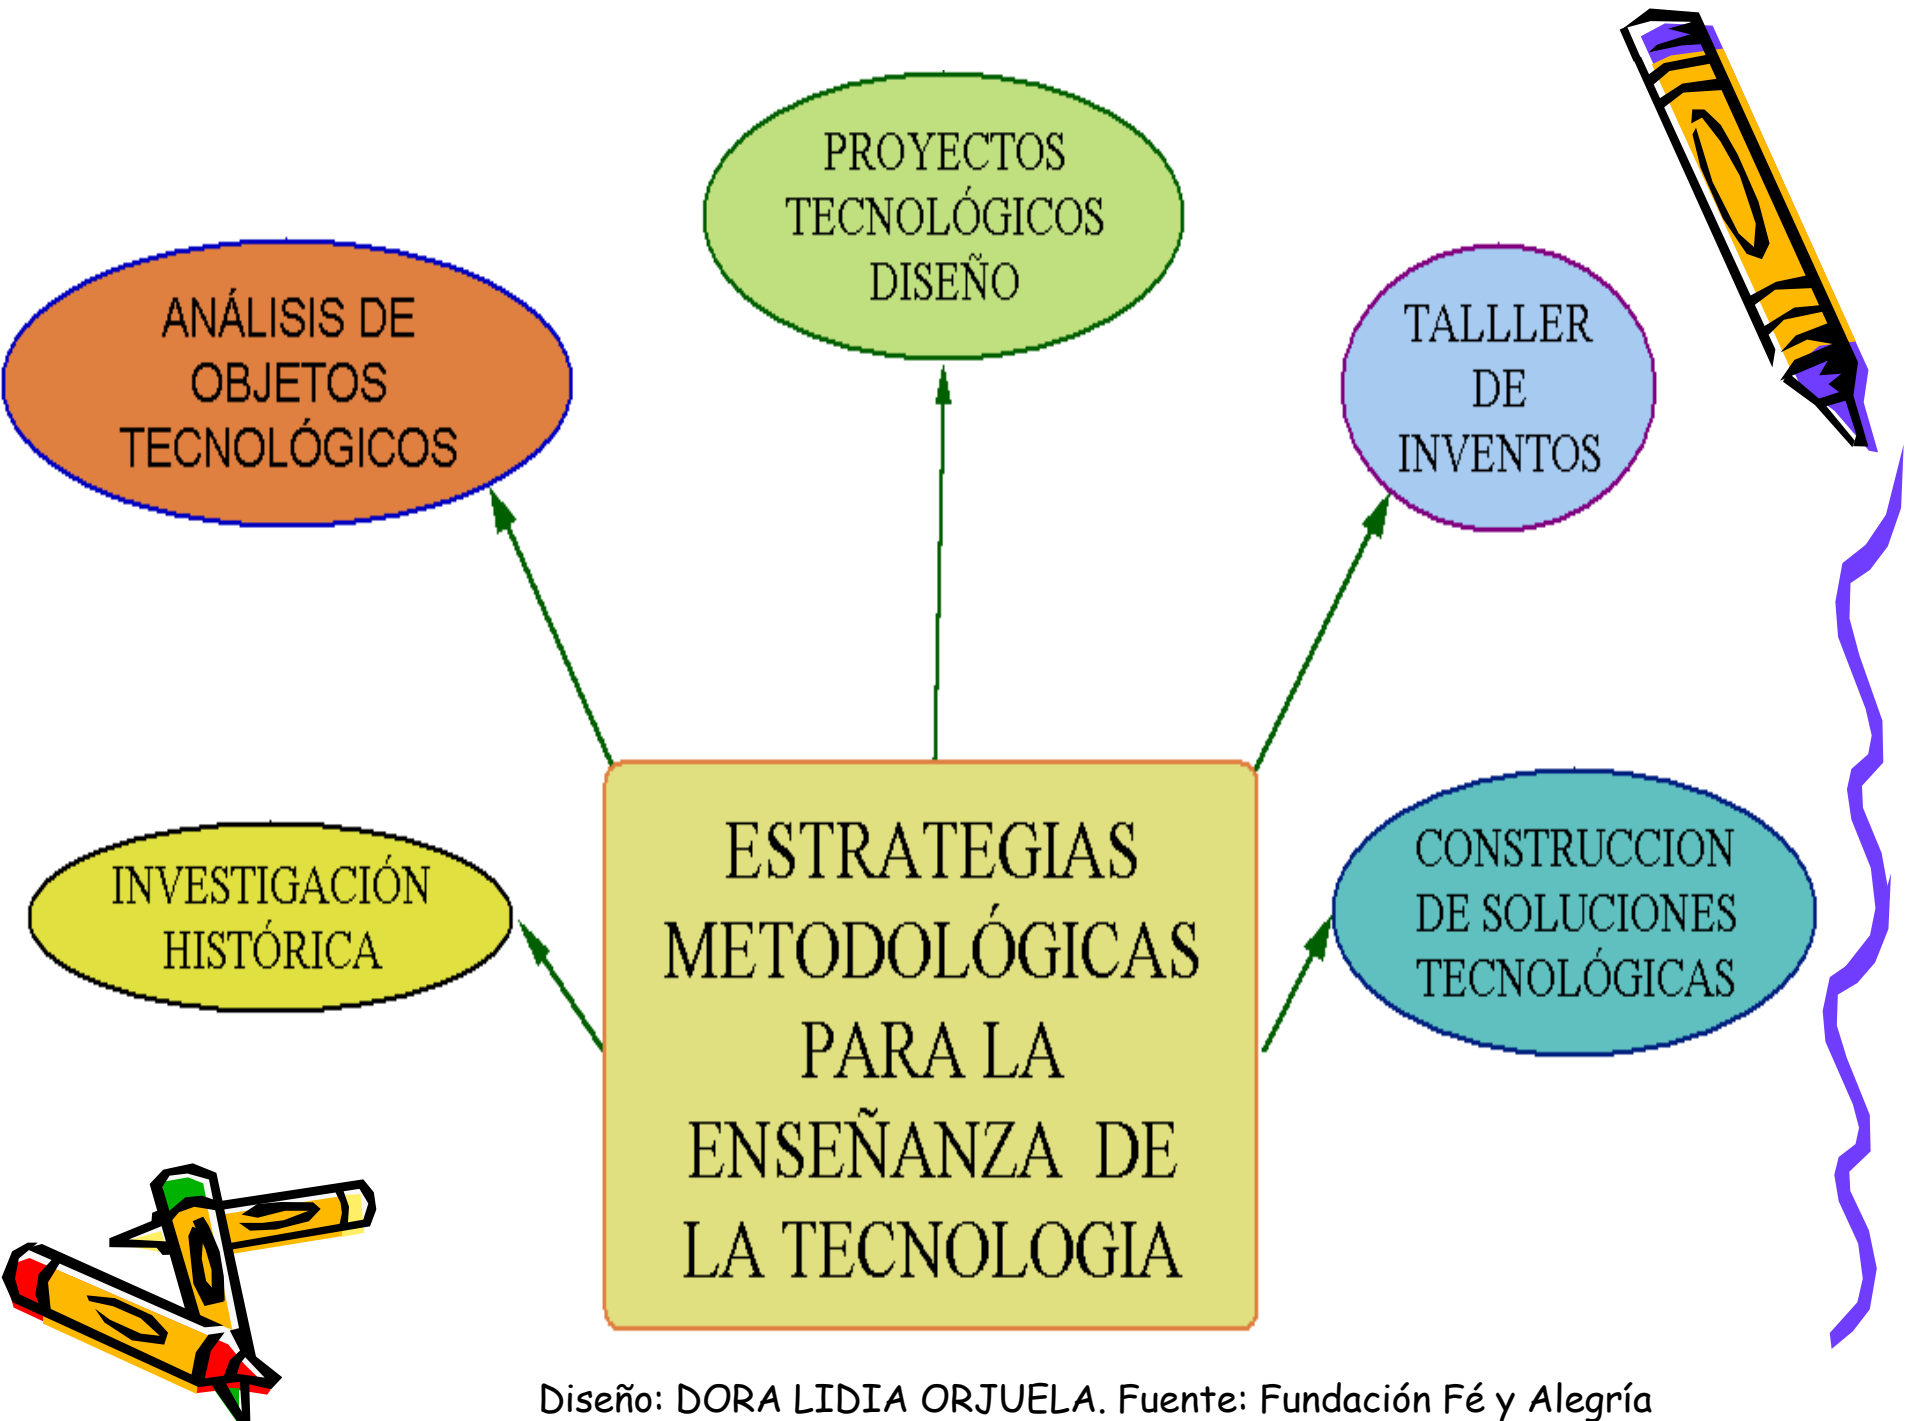 PROYECTOS
TECNOLÓGICOS
DISEÑO
ANÁLISIS DE
OBJETOS
TECNOLÓGICOS
TALLLER
DE
INVENTOS
INVESTIGACIÓN
HISTÓRICA
ESTRATEGIAS
METODOLÓGICAS
PARA LA
ENSEÑANZA DE
LA TECNOLOGIA
CONSTRUCCION
DE SOLUCIONES
TECNOLÓGICAS
Diseño: DORA LIDIA ORJUELA. Fuente: Fundación Fé y Alegría